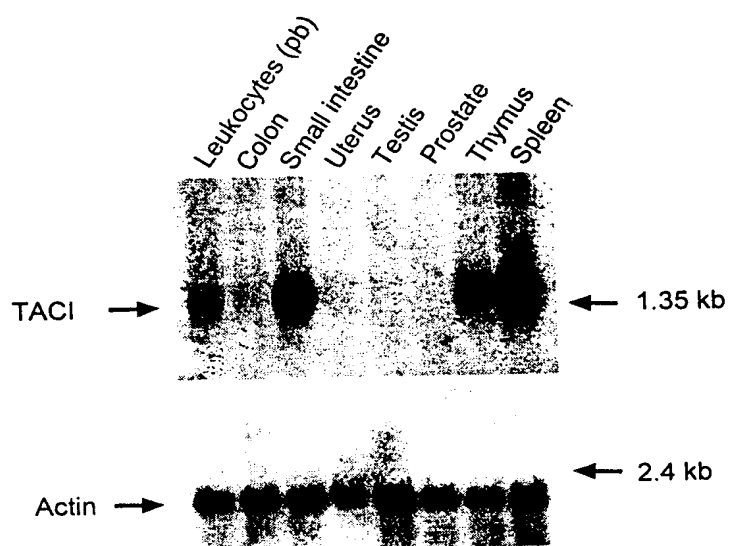 Leukocytes (pb)
Colon
Small intestine
Uterus
Testis
Prostate
Thymus
Spleen
TACI
1.35 kb
2.4 kb
Actin